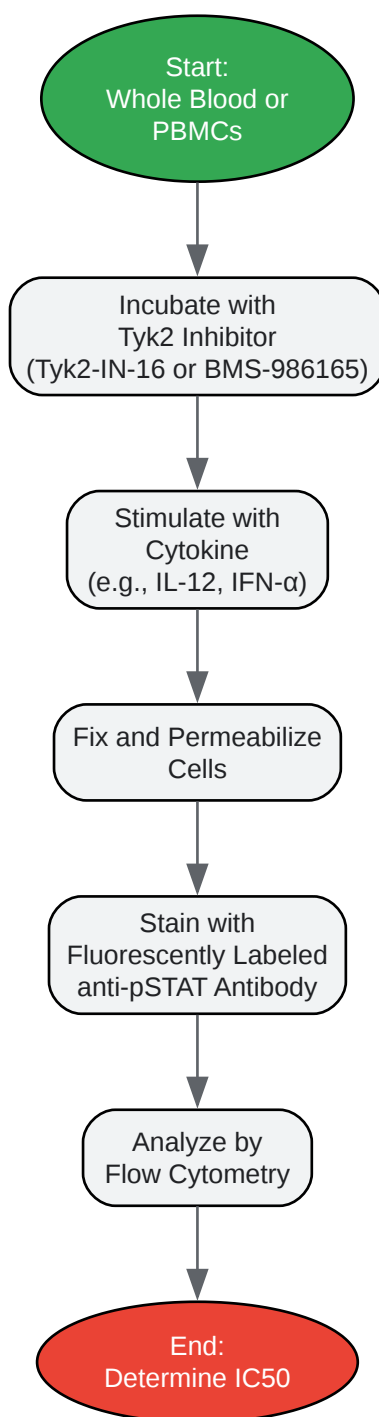 Start:
Whole Blood or
PBMCs
Incubate with
Tyk2 Inhibitor
(Tyk2-IN-16 or BMS-986165)
Stimulate with
Cytokine
(e.g., IL-12, IFN-α)
Fix and Permeabilize
Cells
Stain with
Fluorescently Labeled
anti-pSTAT Antibody
Analyze by
Flow Cytometry
End:
Determine IC50